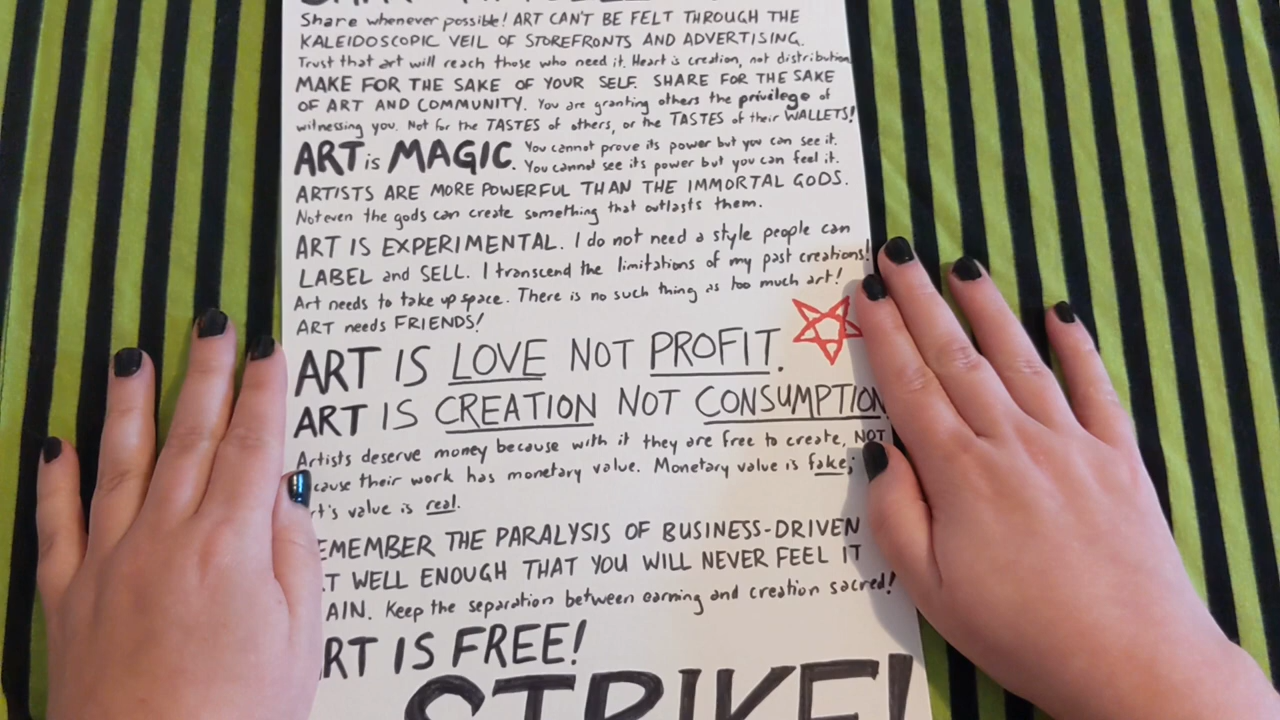 Share whenever possible! ART CAN'T BE FELT THROUGH THE
KALEIDOSCOPIC VEIL OF STOREFRONTS AND ADVERTISING.
Trust that art will reach those who need it. Heart is creation, not distribution
MAKE FOR THE SAKE OF YOUR SELF. SHARE FOR THE SAKE
OF ART AND COMMUNITY. You are granting others the privilege of
witnessing you. Not for the TASTES of others, or the TASTES of their WALLETS!
ART is MAGIC. You cannot prove its power but you can see it.
You cannot see its power but you can feel it.
ARTISTS ARE MORE POWERFUL THAN THE IMMORTAL GODS.
Not even the gods can create something that outlasts them.
ART IS EXPERIMENTAL. I do not need a style people can
LABEL and SELL. I transcend the limitations of my past creations!
Art needs to take up space. There is no such thing as too much art!
ART needs FRIENDS!
ART IS LOVE NOT PROFIT.
ART IS CREATION NOT CONSUMPTION
Artists deserve money because with it they are free to create, NOT
cause their work has monetary value. Monetary value is fake;
rt's value is real.
EMEMBER THE PARALYSIS OF BUSINESS-DRIVEN
T WELL ENOUGH THAT YOU WILL NEVER FEEL IT
AIN. Keep the separation between earning and creation sacred!
RT IS FREE!
STRIKE!